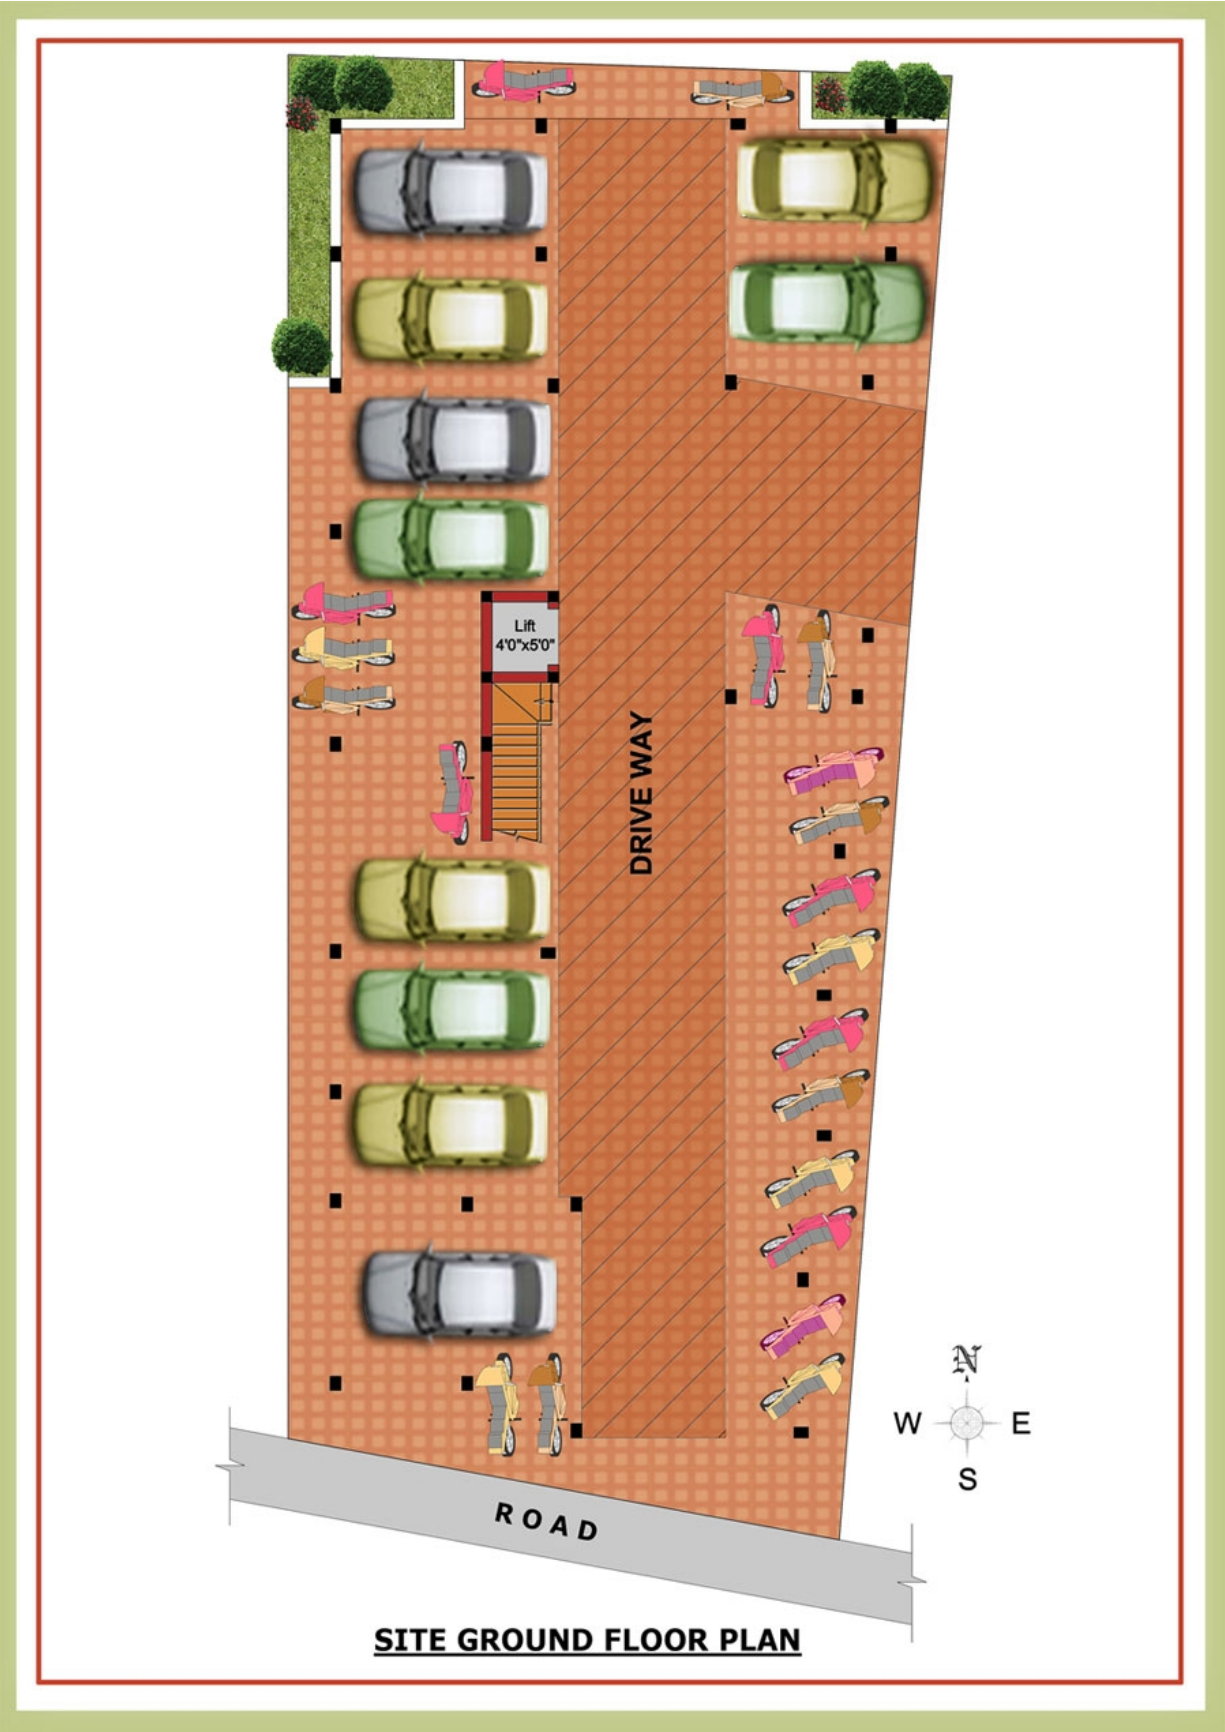 Lift
4'0"x5'0"
DRIVE WAY
N
W E
S
ROAD
SITE GROUND FLOOR PLAN